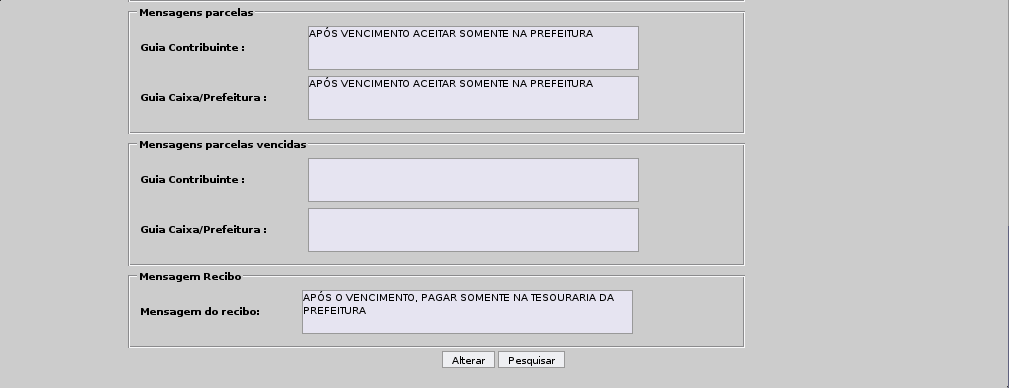 Mensagens parcelas
Guia Contribuinte :
APÓS VENCIMENTO ACEITAR SOMENTE NA PREFEITURA
Guia Caixa/Prefeitura :
APÓS VENCIMENTO ACEITAR SOMENTE NA PREFEITURA
Mensagens parcelas vencidas
Guia Contribuinte :
Guia Caixa/Prefeitura :
Mensagem Recibo
Mensagem do recibo:
APÓS O VENCIMENTO, PAGAR SOMENTE NA TESOURARIA DA
PREFEITURA
Alterar Pesquisar